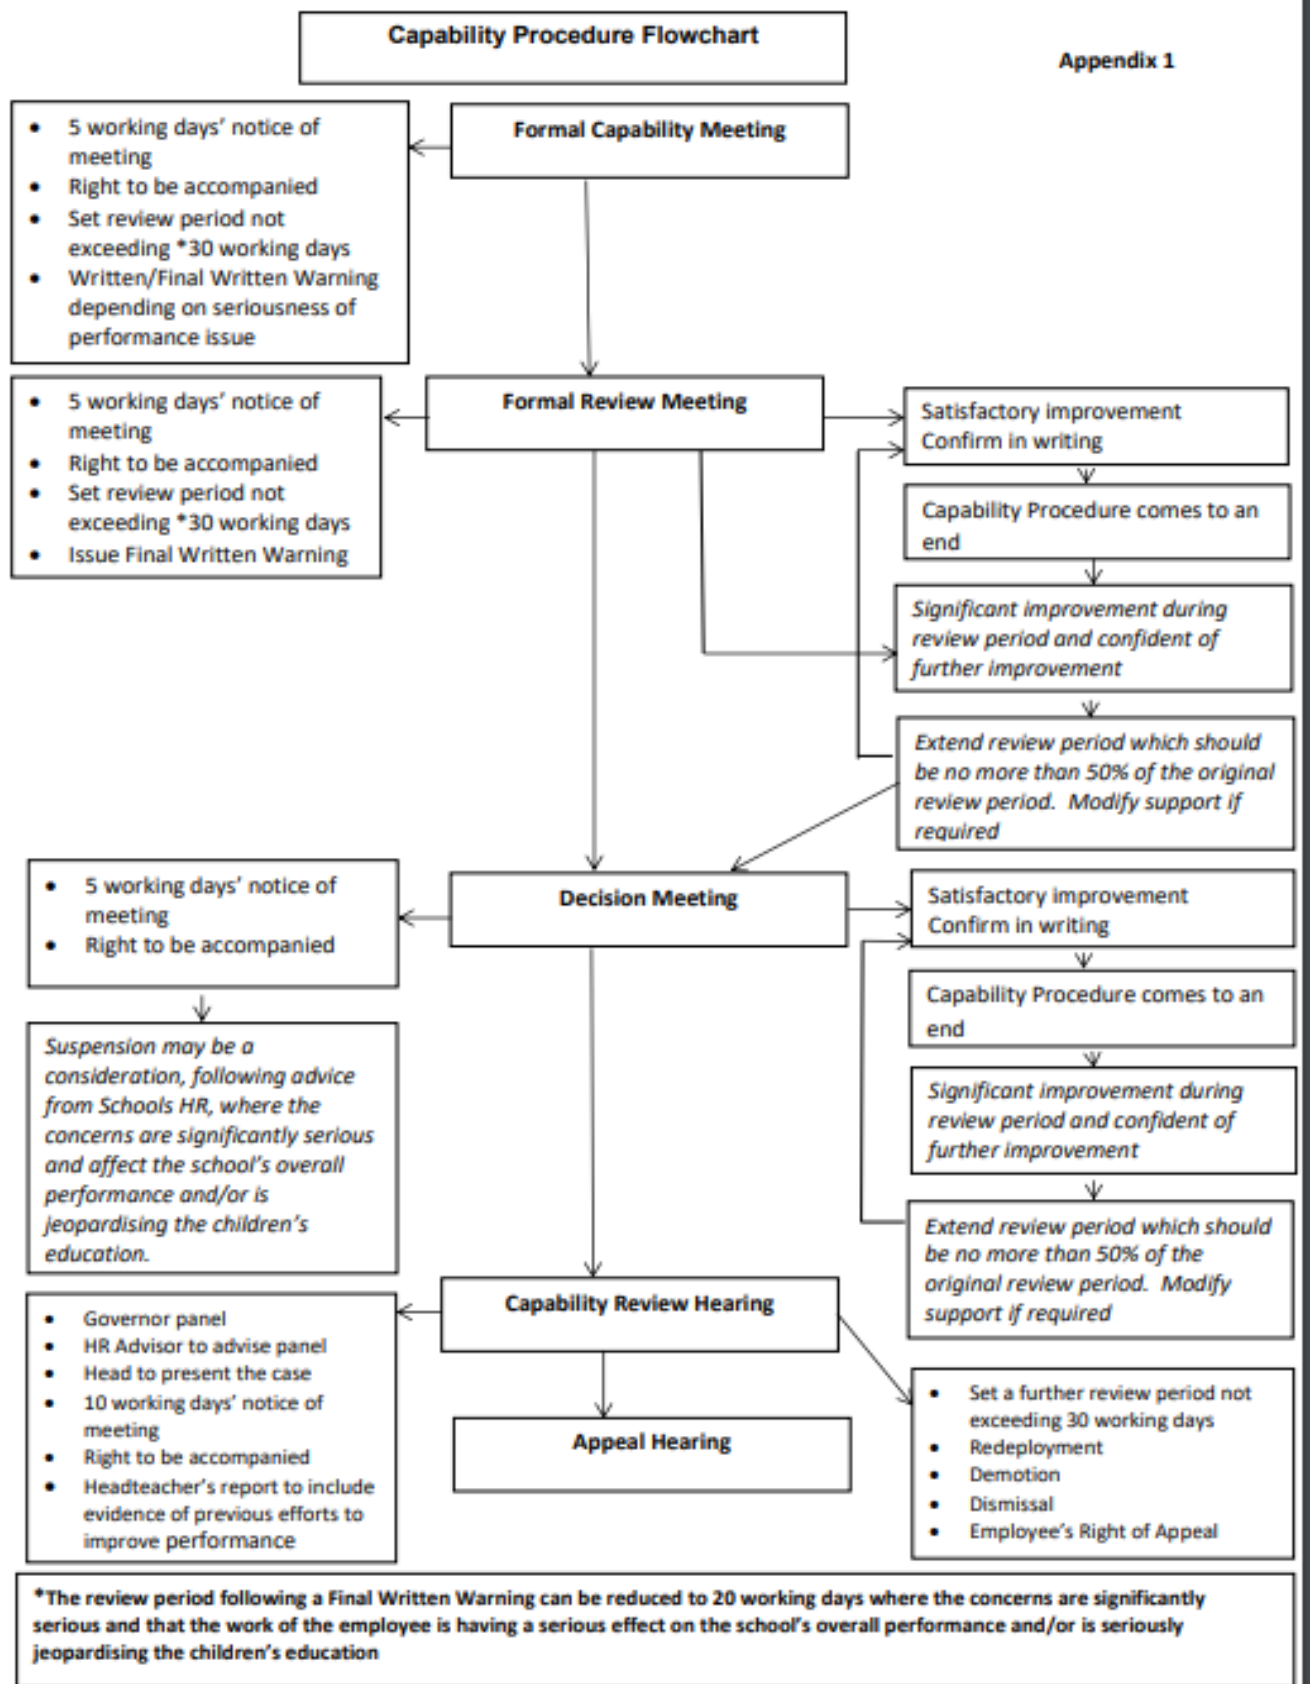 Capability Procedure Flowchart
Appendix 1
Formal Capability Meeting
• 5 working days’ notice of
meeting
• Right to be accompanied
• Set review period not
exceeding *30 working days
• Written/Final Written Warning
depending on seriousness of
performance issue
Formal Review Meeting
• 5 working days’ notice of
meeting
• Right to be accompanied
• Set review period not
exceeding *30 working days
• Issue Final Written Warning
Satisfactory improvement
Confirm in writing
Capability Procedure comes to an
end
Significant improvement during
review period and confident of
further improvement
Extend review period which should
be no more than 50% of the original
review period. Modify support if
required
Decision Meeting
• 5 working days’ notice of
meeting
• Right to be accompanied
Suspension may be a
consideration, following advice
from Schools HR, where the
concerns are significantly serious
and affect the school’s overall
performance and/or is
jeopardising the children’s
education.
Satisfactory improvement
Confirm in writing
Capability Procedure comes to an
end
Significant improvement during
review period and confident of
further improvement
Extend review period which should
be no more than 50% of the
original review period. Modify
support if required
Capability Review Hearing
• Governor panel
• HR Advisor to advise panel
• Head to present the case
• 10 working days’ notice of
meeting
• Right to be accompanied
• Headteacher’s report to include
evidence of previous efforts to
improve performance
Appeal Hearing
• Set a further review period not
exceeding 30 working days
• Redeployment
• Demotion
• Dismissal
• Employee’s Right of Appeal
*The review period following a Final Written Warning can be reduced to 20 working days where the concerns are significantly
serious and that the work of the employee is having a serious effect on the school’s overall performance and/or is seriously
jeopardising the children’s education